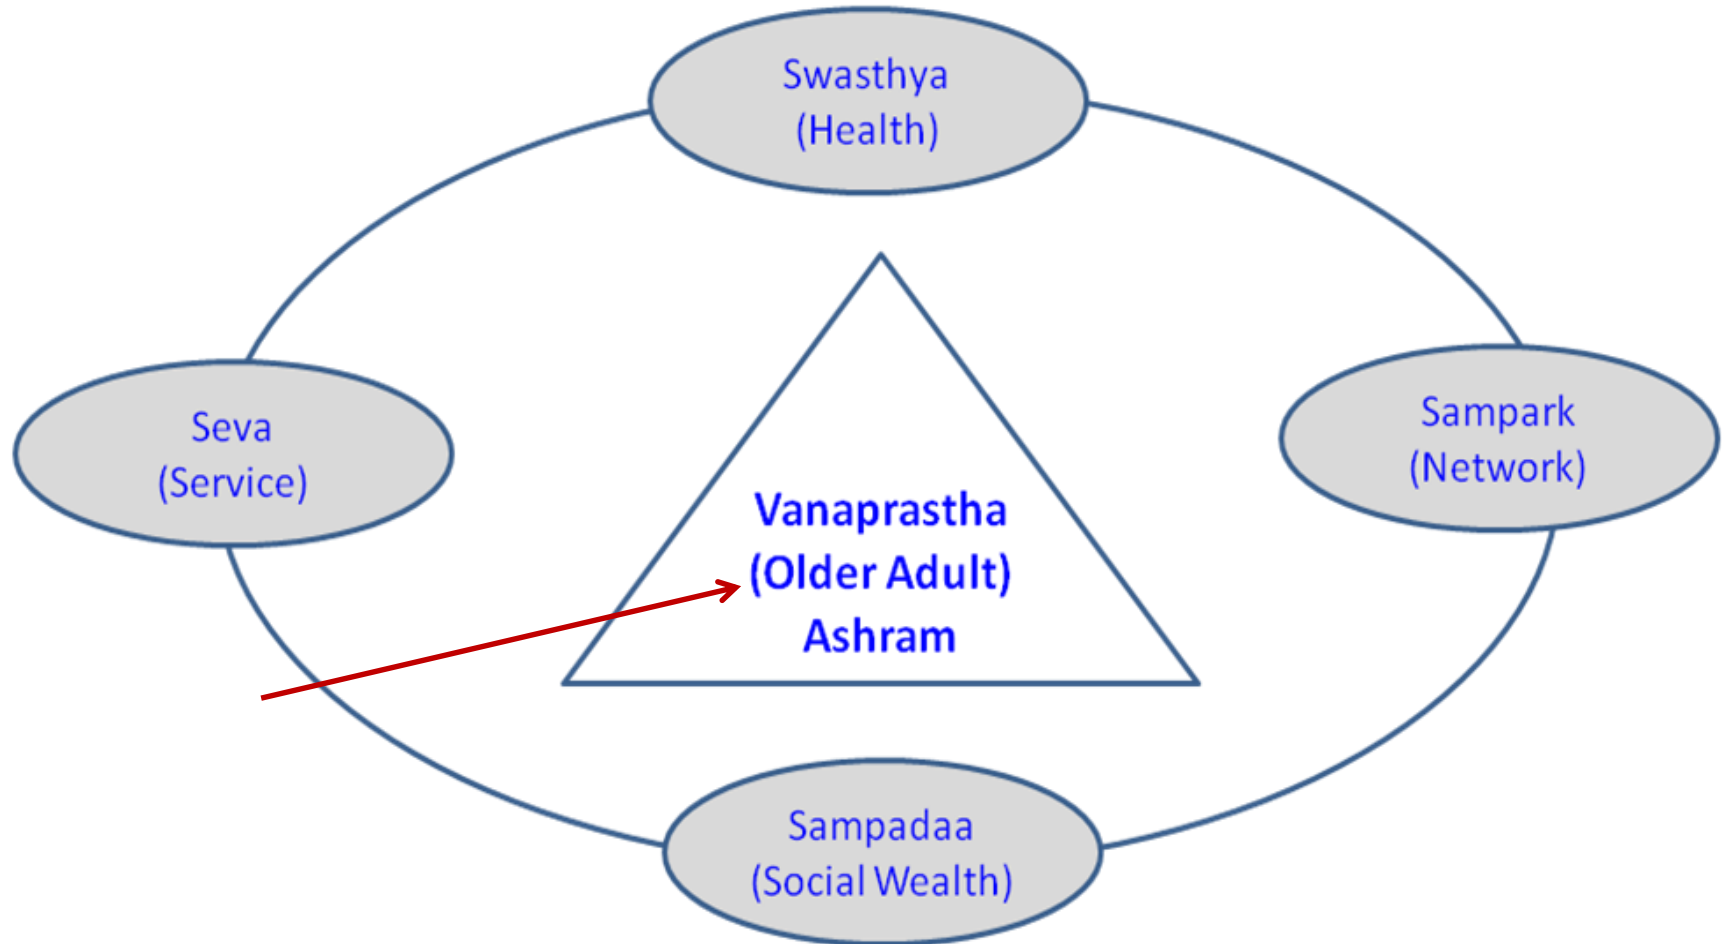 Swasthya
(Health)
Seva
(Service)
Sampark
(Network)
Vanaprastha
(Older Adult)
Ashram
Sampadaa
(Social Wealth)